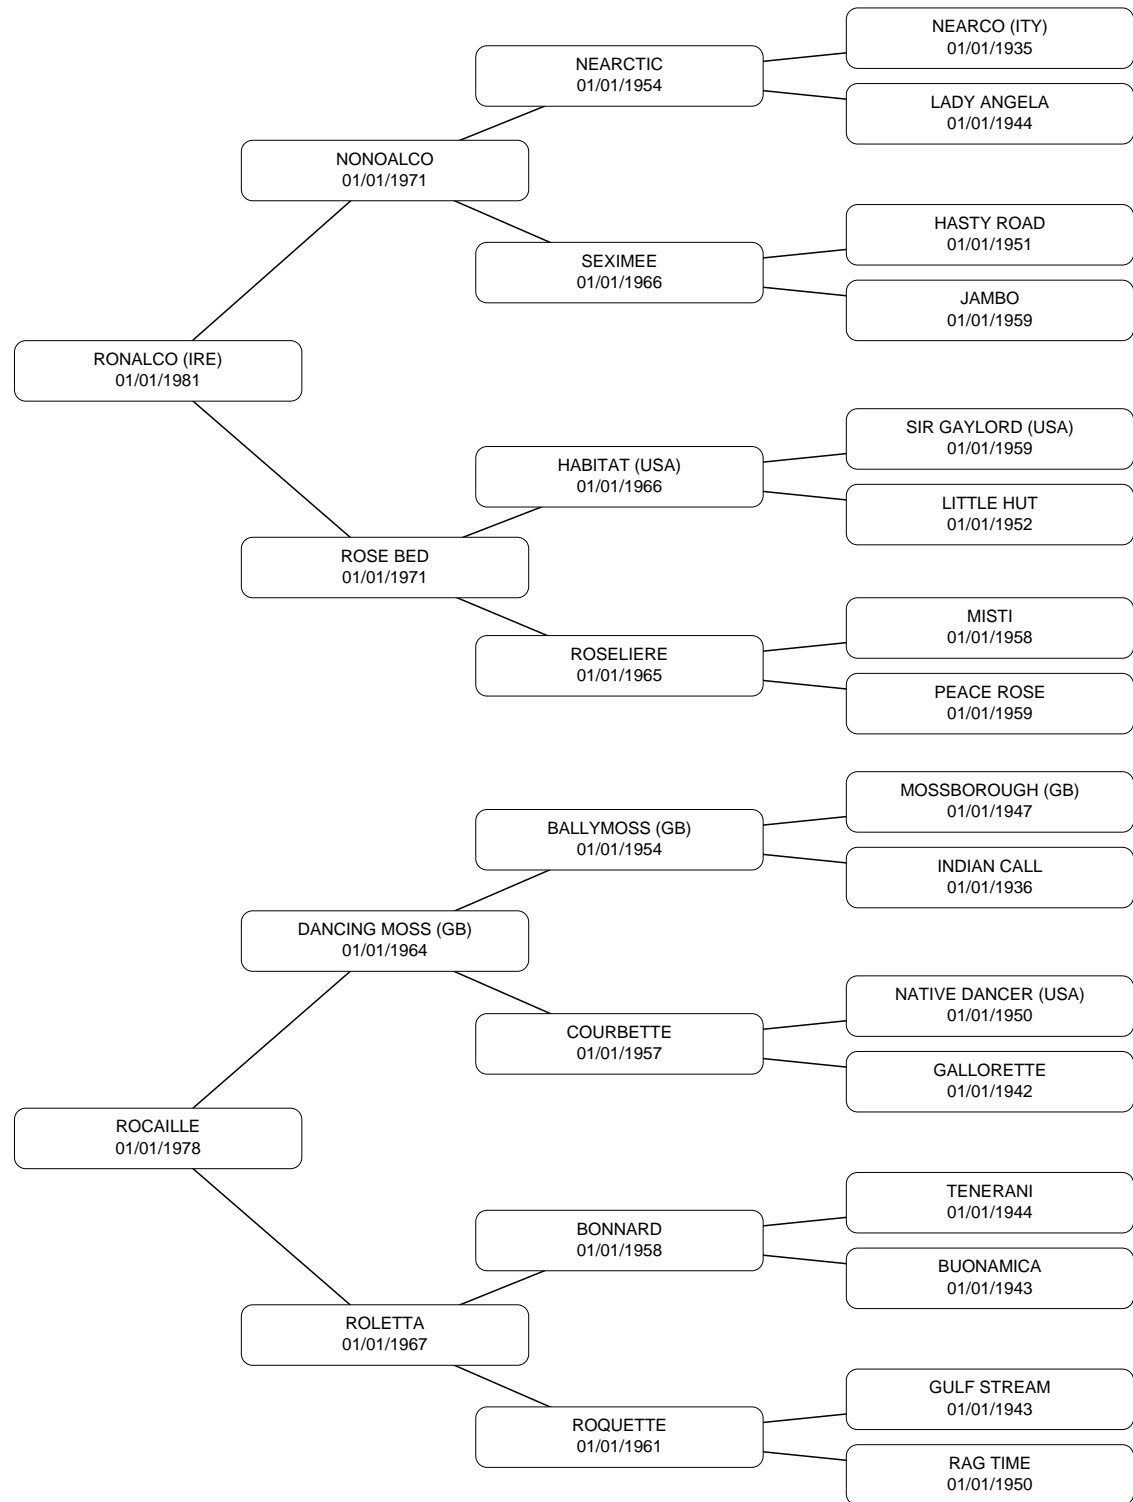 NEARCO (ITY)
01/01/1935
NEARCTIC
01/01/1954
LADY ANGELA
01/01/1944
NONOALCO
01/01/1971
HASTY ROAD
01/01/1951
SEXIMEE
01/01/1966
JAMBO
01/01/1959
RONALCO (IRE)
01/01/1981
SIR GAYLORD (USA)
01/01/1959
HABITAT (USA)
01/01/1966
LITTLE HUT
01/01/1952
ROSE BED
01/01/1971
MISTI
01/01/1958
ROSELIERE
01/01/1965
PEACE ROSE
01/01/1959
MOSSBOROUGH (GB)
01/01/1947
BALLYMOSS (GB)
01/01/1954
INDIAN CALL
01/01/1936
DANCING MOSS (GB)
01/01/1964
NATIVE DANCER (USA)
01/01/1950
COURBETTE
01/01/1957
GALLORETTE
01/01/1942
ROCAILLE
01/01/1978
TENERANI
01/01/1944
BONNARD
01/01/1958
BUONAMICA
01/01/1943
ROLETTA
01/01/1967
GULF STREAM
01/01/1943
ROQUETTE
01/01/1961
RAG TIME
01/01/1950